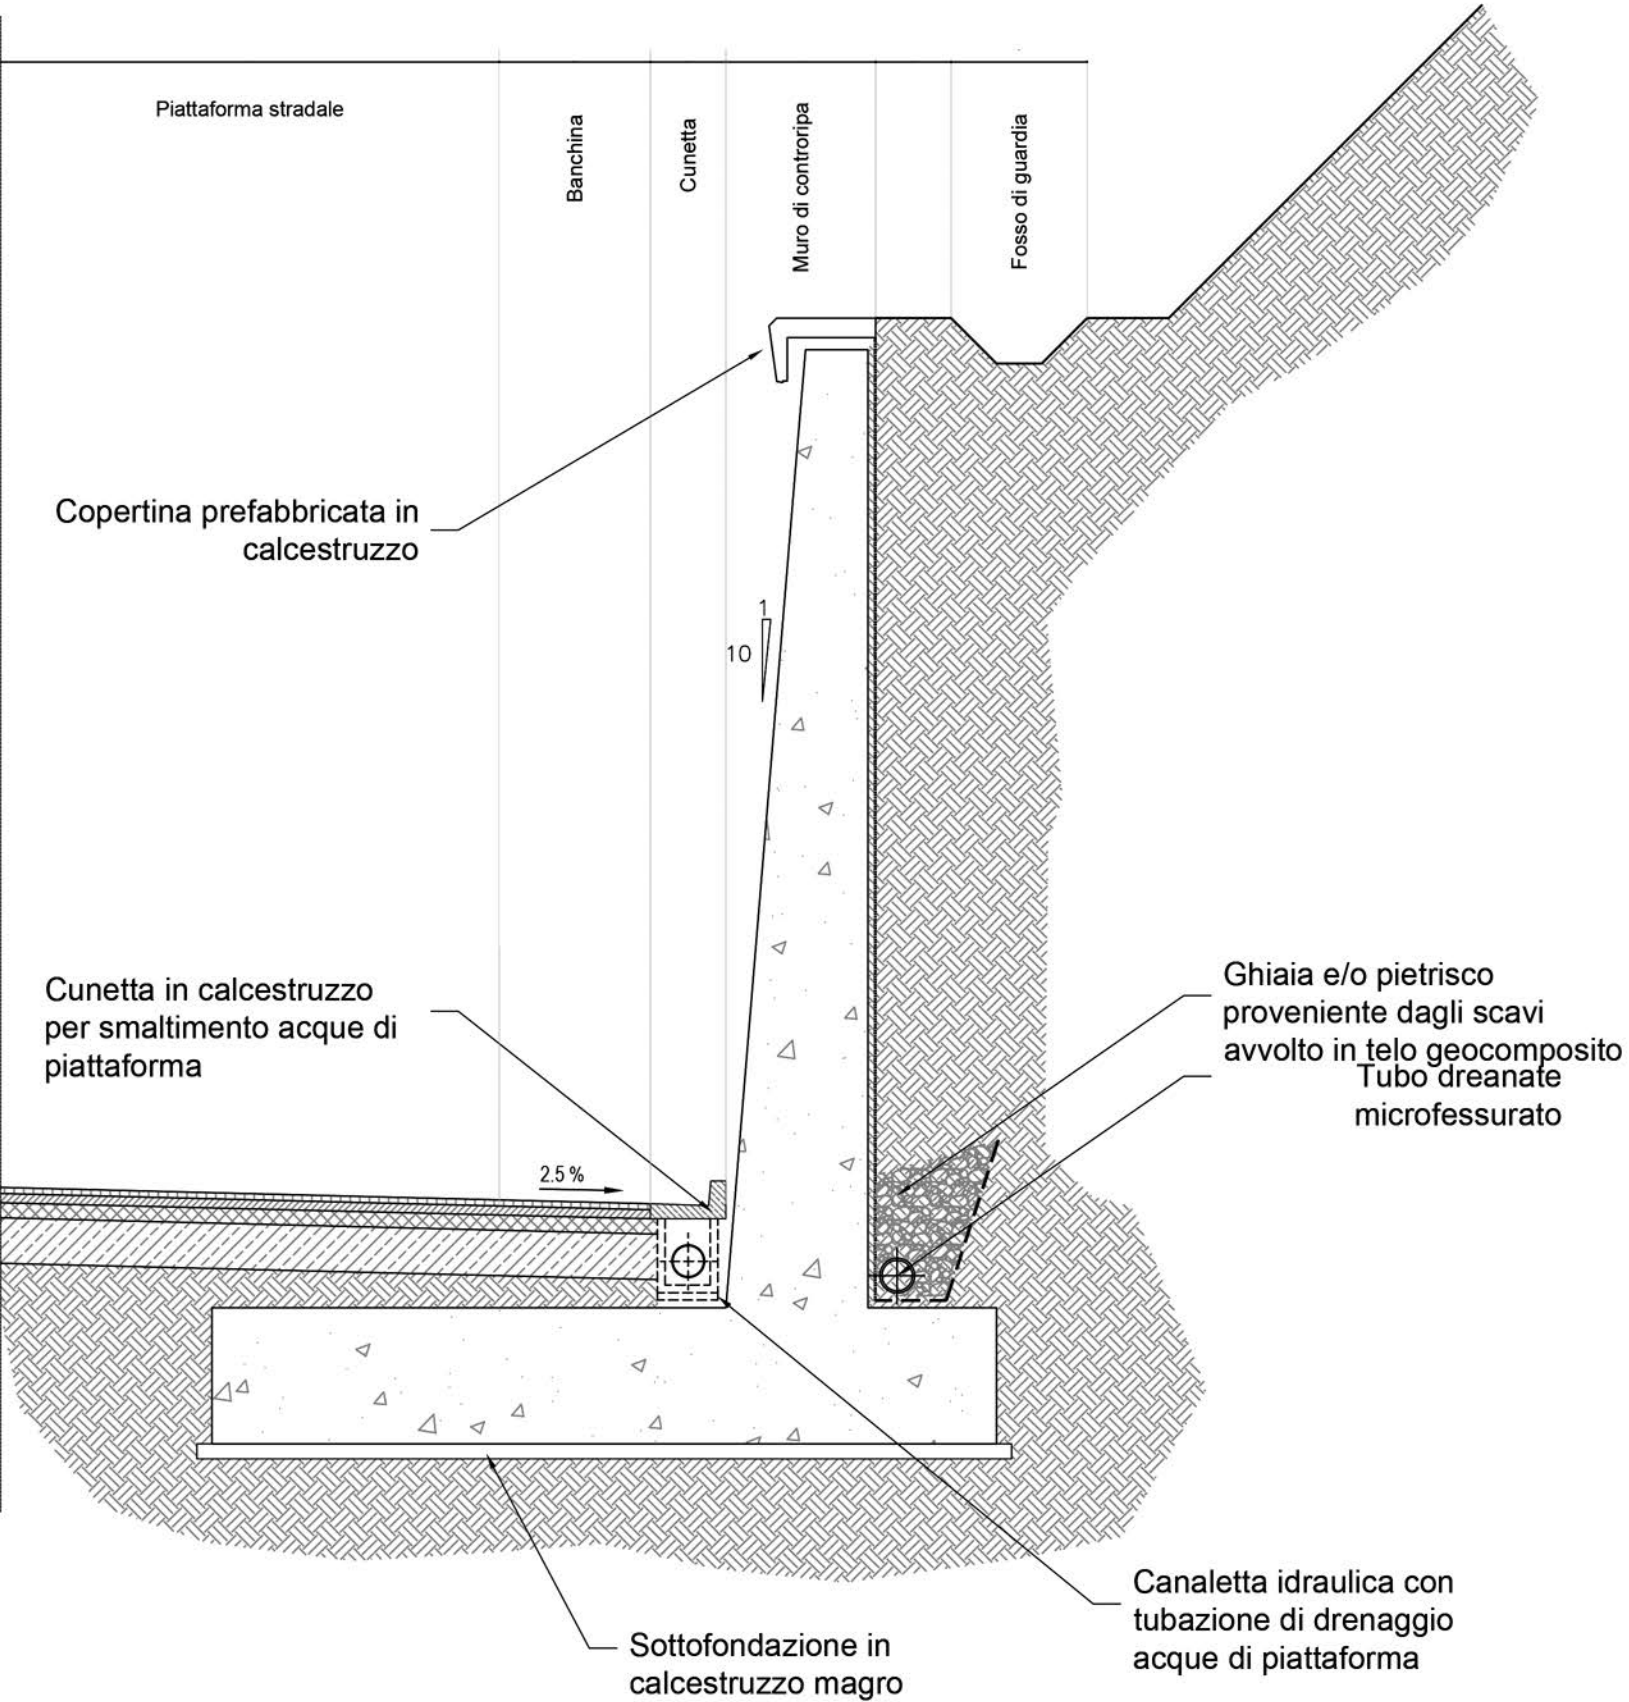 Piattaforma stradale
Banchina
Cunetta
Muro di controripa
Fosso di guardia
Copertina prefabbricata in
calcestruzzo
1
10
Cunetta in calcestruzzo
per smaltimento acque di
piattaforma
2.5 %
Ghiaia e/o pietrisco
proveniente dagli scavi
avvolto in telo geocomposito
Tubo dreanate
microfessurato
Canaletta idraulica con
tubazione di drenaggio
acque di piattaforma
Sottofondazione in
calcestruzzo magro